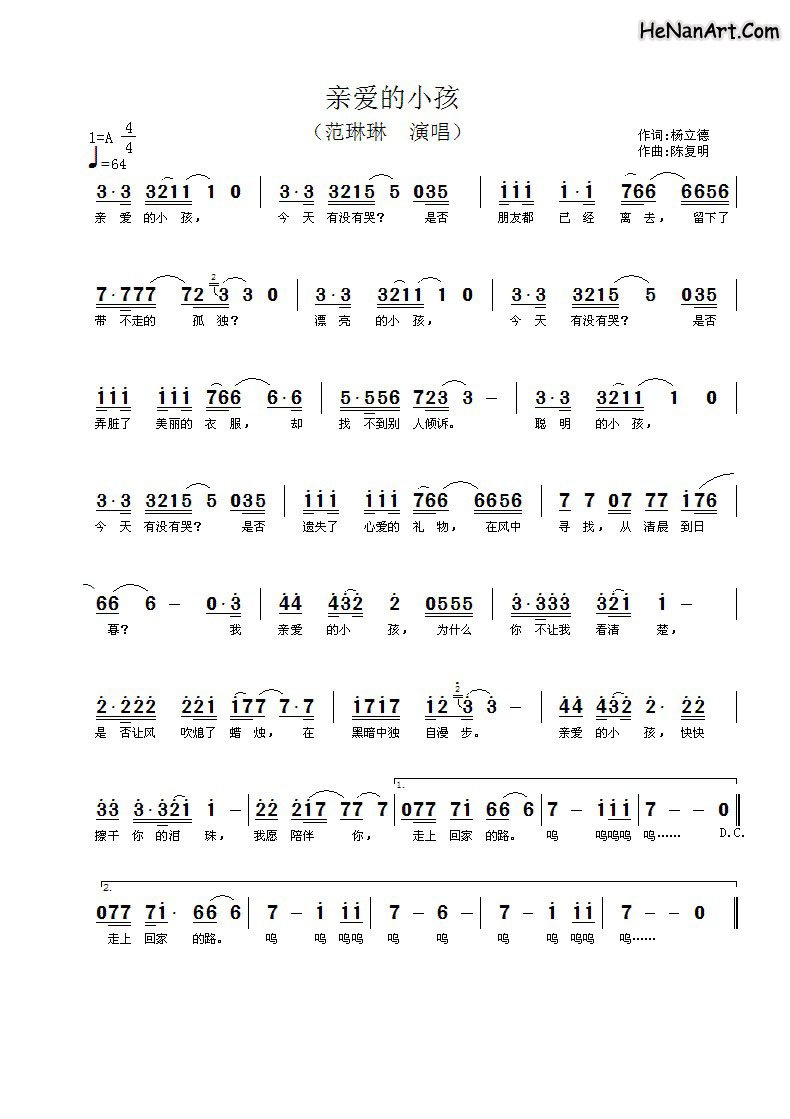 HeNanArt.Com
亲爱的小孩
（范琳琳　演唱）
1=A 4/4
♩=64
作词:杨立德
作曲:陈复明
3·3 3211 1 0 | 3·3 3215 5 035 | i i i i·i 766 6656 |
亲 爱 的小 孩， 今 天 有没有哭？ 是否 朋友都 已 经 离 去， 留下了
7·777 72 2 3 3 0 | 3·3 3211 1 0 | 3·3 3215 5 035 |
带 不走的 孤 独？ 漂 亮 的小 孩， 今 天 有没有哭？ 是否
i i i i i i 766 6·6 | 5·556 723 3 － | 3·3 3211 1 0
弄脏了 美丽的 衣 服， 却 找 不到别 人倾诉。 聪 明 的小 孩，
3·3 3215 5 035 | i i i i i i 766 6656 | 7 7 07 77 i76
今 天 有没有哭？ 是否 遗失了 心爱的 礼 物， 在风中 寻 找，从 清晨 到日
66 6 － 0·3 | 44 432 2 0555 | 3·333 32i i － |
暮？ 我 亲爱 的小 孩， 为什么 你 不让我 看清 楚，
2·222 22i i77 7·7 | i7i7 i2 2 3 3 － | 44 432 2· 22
是 否让风 吹熄了 蜡 烛， 在 黑暗中独 自漫 步。 亲爱 的小 孩， 快快
33 3·32i i － | 22 2i7 77 7 | 1. 077 7i 66 6 | 7 － i i i | 7 － 0 ‖
擦干 你 的泪 珠， 我愿 陪伴 你， 走上 回家 的路。 呜 呜呜呜 呜…… D.C.
2.
077 7i· 66 6 | 7 － i i i | 7 － 6 7 | 7 － i i i | 7 － 0 ‖
走上 回家 的路。 呜 呜 呜呜 呜 呜 呜 呜 呜呜 呜……